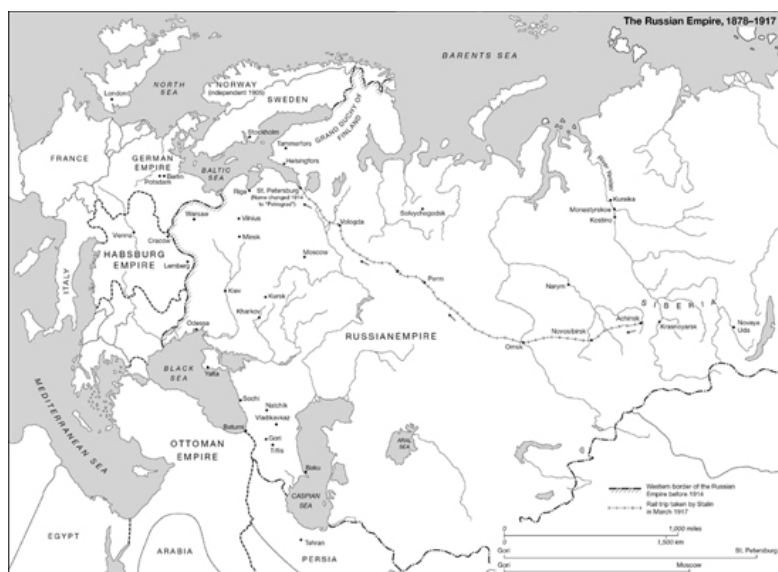 The Russian Empire, 1878–1917
BARENTS SEA
NORTH
SEA
London
NORWAY
(independent 1905)
SWEDEN
GRAND DUCHY OF
FINLAND
Stockholm
Tammerfors
Helsingfors
FRANCE
GERMAN
EMPIRE
Berlin
Potsdam
BALTIC
SEA
Riga
St. Petersburg
(Name changed 1914
to "Petrograd")
Vologda
Solvychegodsk
Kureika
Monastyrskoe
Kostino
Warsaw
Vilnius
Minsk
Moscow
Perm
Narym
SIBERIA
Vienna
Cracow
HABSBURG
EMPIRE
Lemberg
ITALY
Kiev
Kursk
Kharkov
Odessa
RUSSIAN EMPIRE
Omsk
Novosibirsk
Achinsk
Krasnoyarsk
Novaya
Uda
BLACK
SEA
Yalta
Sochi
Nalchik
Vladikavkaz
Gori
Tiflis
Batumi
Baku
CASPIAN
SEA
ARAL
SEA
MEDITERRANEAN SEA
OTTOMAN
EMPIRE
EGYPT
ARABIA
Tehran
PERSIA
Western border of the Russian
Empire before 1914
Rail trip taken by Stalin
in March 1917
0 1,000 miles
0 1,500 km
Gori St. Petersburg
Gori Moscow